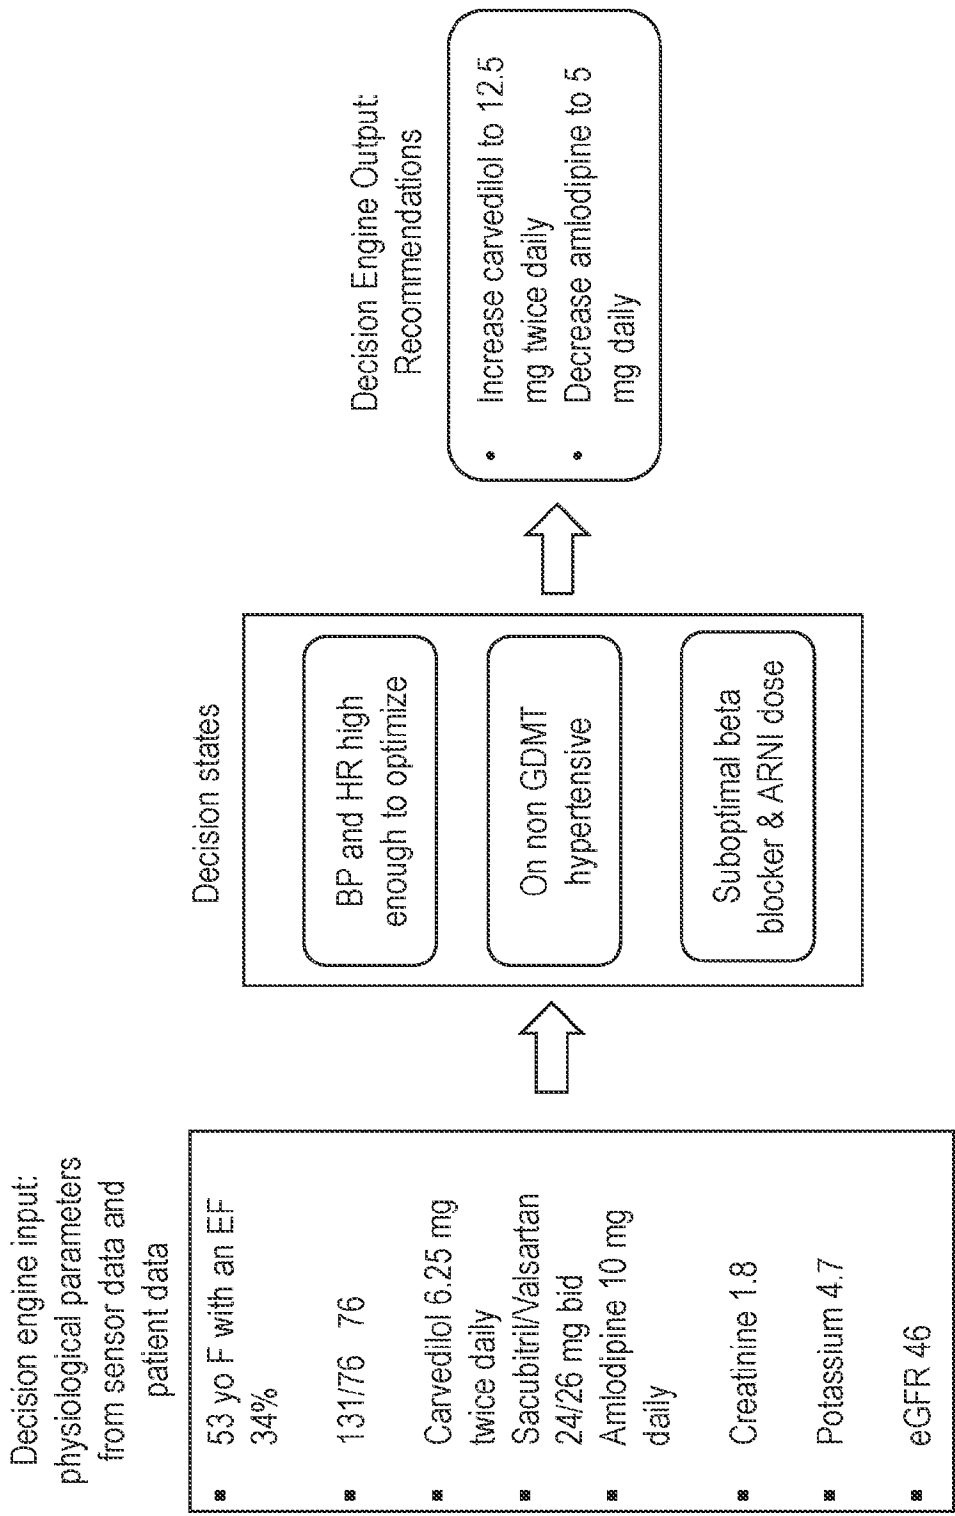 Decision engine input:
physiological parameters
from sensor data and
patient data
53 yo F with an EF
34%
131/76 76
Carvedilol 6.25 mg
twice daily
Sacubitril/Valsartan
24/26 mg bid
Amlodipine 10 mg
daily
Creatinine 1.8
Potassium 4.7
eGFR 46
Decision states
BP and HR high
enough to optimize
On non GDMT
hypertensive
Suboptimal beta
blocker & ARNI dose
Decision Engine Output:
Recommendations
Increase carvedilol to 12.5
mg twice daily
Decrease amlodipine to 5
mg daily